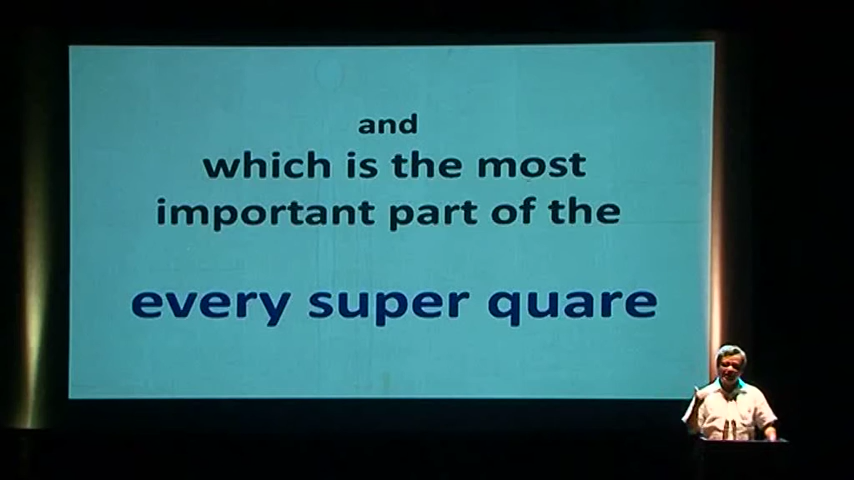 and
which is the most
important part of the
every super quare